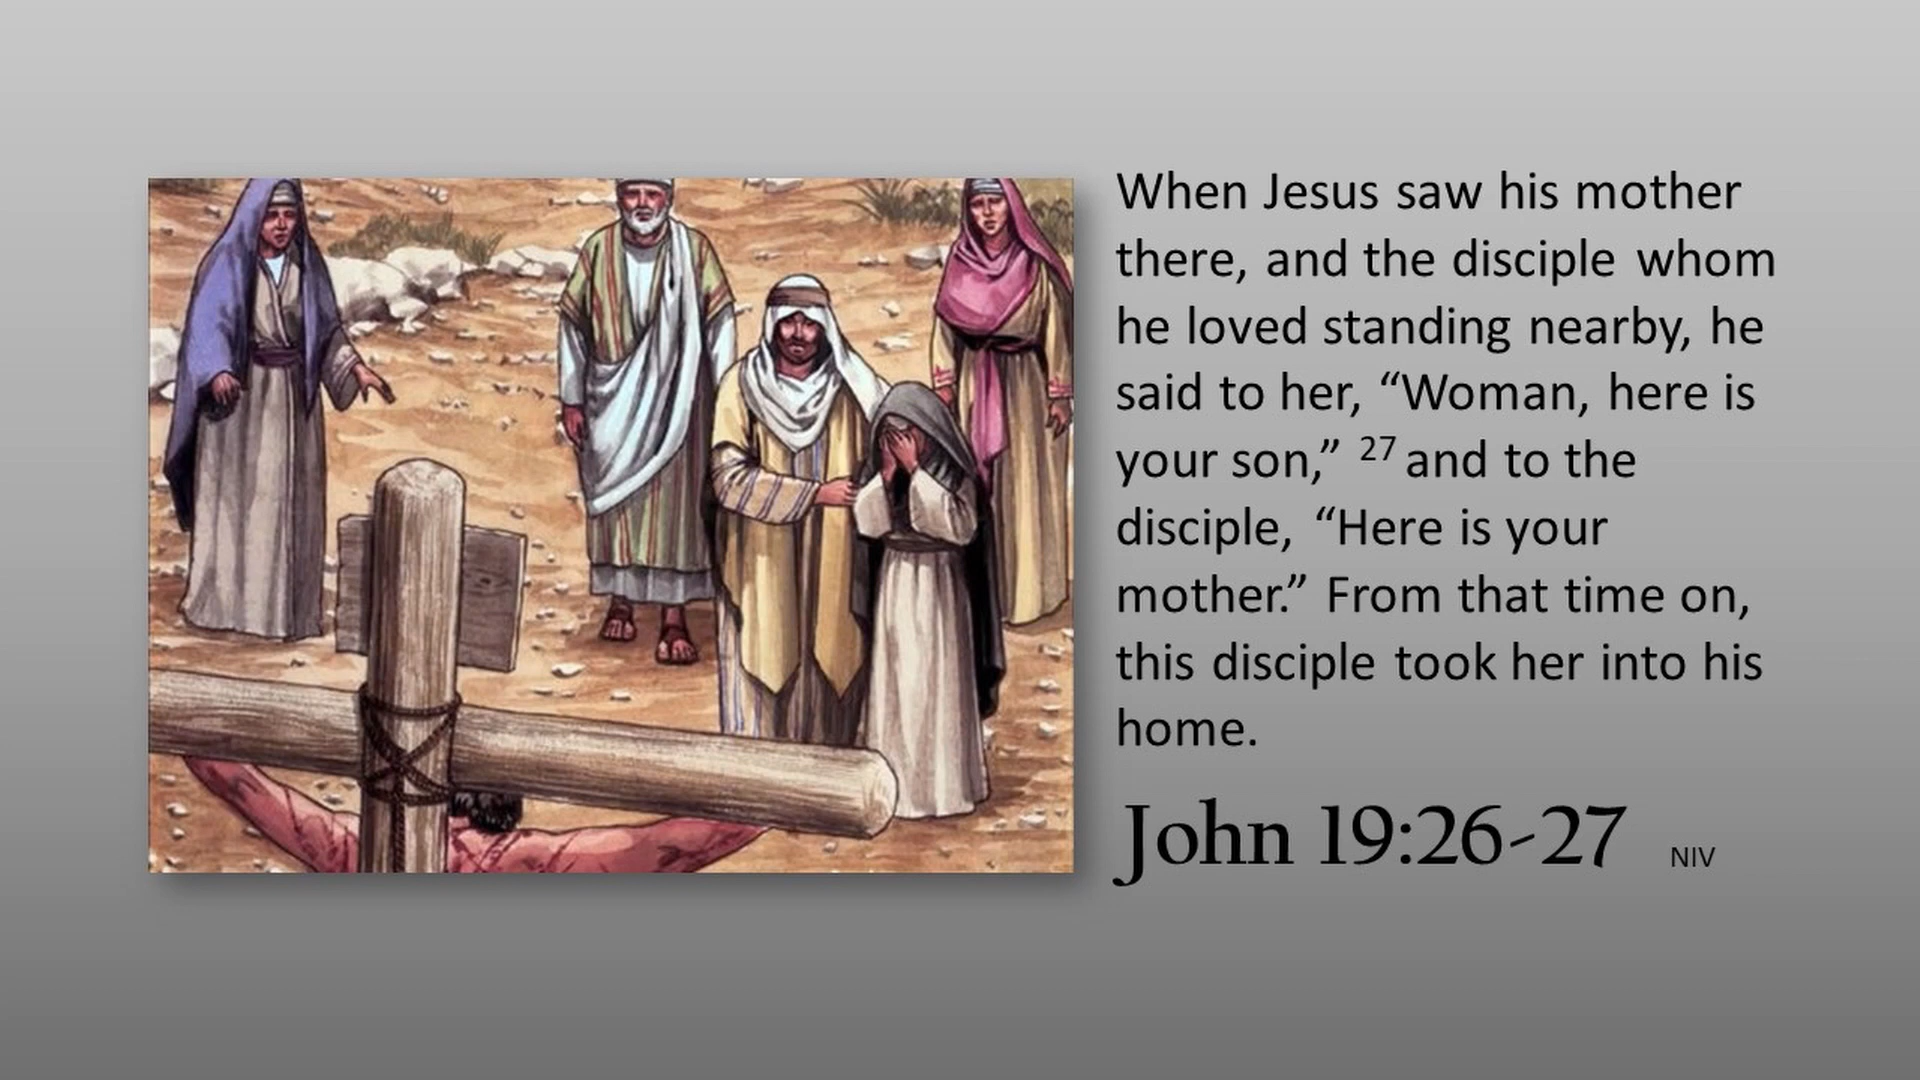 When Jesus saw his mother
there, and the disciple whom
he loved standing nearby, he
said to her, “Woman, here is
your son,” 27 and to the
disciple, “Here is your
mother.” From that time on,
this disciple took her into his
home.
John 19:26-27 NIV